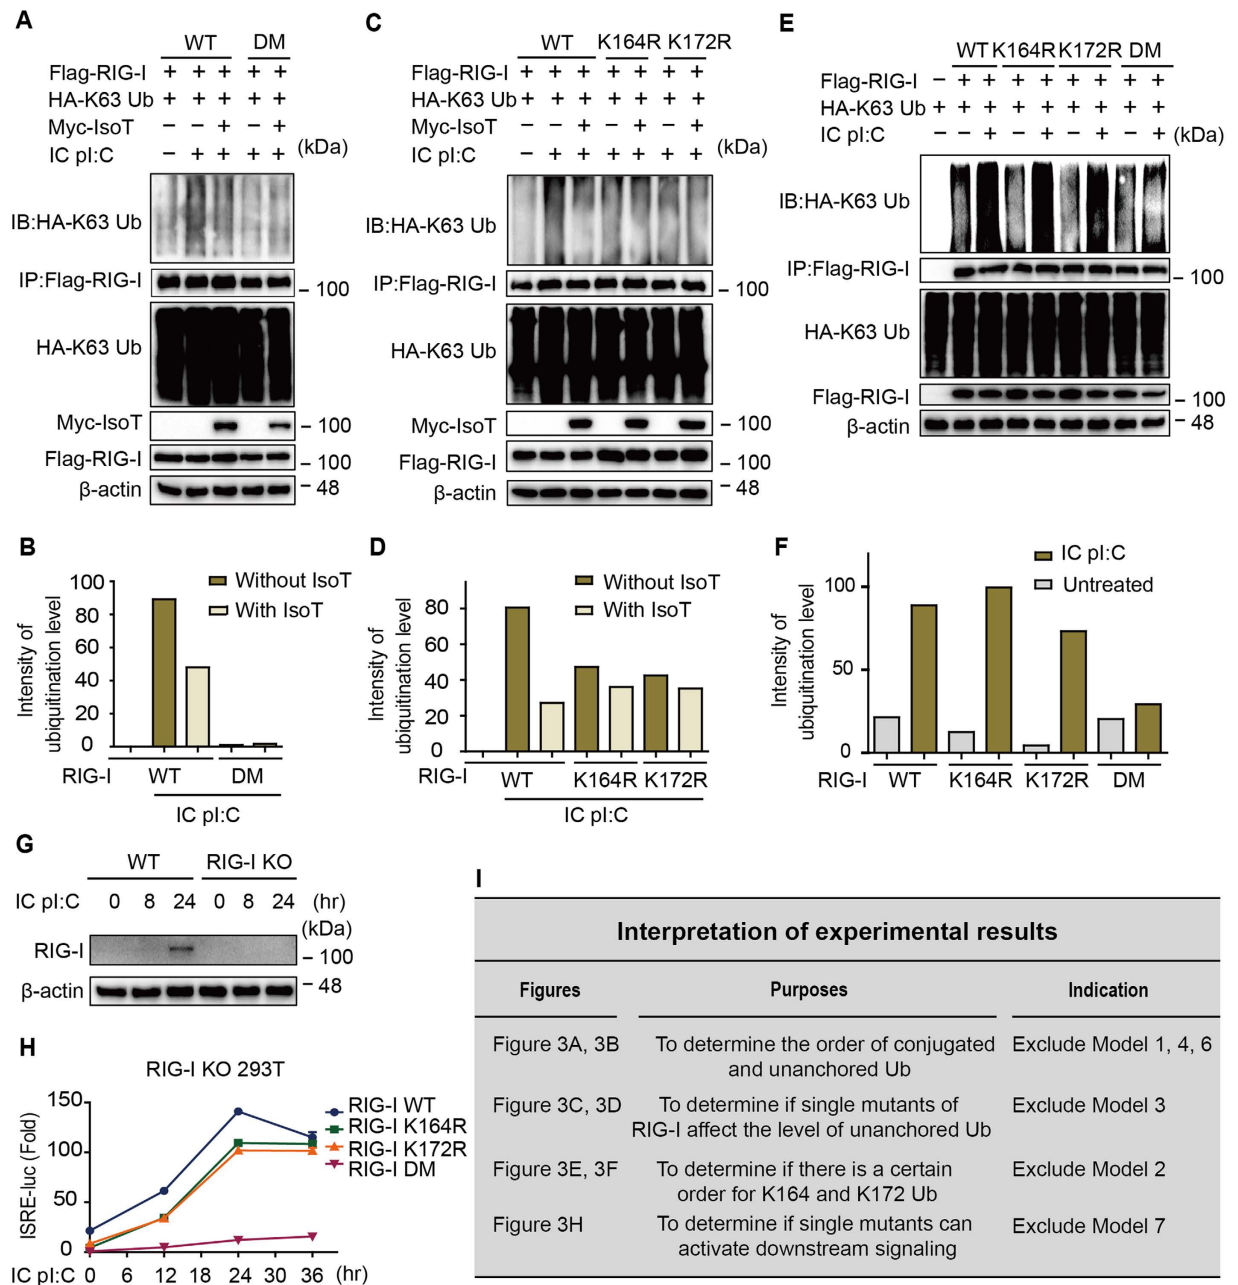 A
WT DM
Flag-RIG-I + + + + +
HA-K63 Ub + + + + +
Myc-IsoT − − + − +
IC pI:C − + + + + (kDa)
IB:HA-K63 Ub
IP:Flag-RIG-I – 100
HA-K63 Ub
Myc-IsoT – 100
Flag-RIG-I – 100
β-actin – 48
C
WT K164R K172R
Flag-RIG-I + + + + + + +
HA-K63 Ub + + + + + + +
Myc-IsoT − − + − + − +
IC pI:C − + + + + + + (kDa)
IB:HA-K63 Ub
IP:Flag-RIG-I – 100
HA-K63 Ub
Myc-IsoT – 100
Flag-RIG-I – 100
β-actin – 48
E
WT K164R K172R DM
Flag-RIG-I − + + + + + + + +
HA-K63 Ub + + + + + + + + +
IC pI:C − − + − + − + − + (kDa)
IB:HA-K63 Ub
IP:Flag-RIG-I – 100
HA-K63 Ub
Flag-RIG-I – 100
β-actin – 48
B
Intensity of
ubiquitination level
100
80
60
40
20
0
Without IsoT
With IsoT
RIG-I WT DM
IC pI:C
D
Intensity of
ubiquitination level
80
60
40
20
0
Without IsoT
With IsoT
RIG-I WT K164R K172R
IC pI:C
F
Intensity of
ubiquitination level
100
50
0
IC pI:C
Untreated
RIG-I WT K164R K172R DM
G
WT RIG-I KO
IC pI:C 0 8 24 0 8 24 (hr)
(kDa)
RIG-I – 100
β-actin – 48
H
RIG-I KO 293T
ISRE-luc (Fold)
150
100
50
0
RIG-I WT
RIG-I K164R
RIG-I K172R
RIG-I DM
IC pI:C 0 6 12 18 24 30 36 (hr)
I
Interpretation of experimental results
Figures Purposes Indication
Figure 3A, 3B To determine the order of conjugated Exclude Model 1, 4, 6
and unanchored Ub
Figure 3C, 3D To determine if single mutants of Exclude Model 3
RIG-I affect the level of unanchored Ub
Figure 3E, 3F To determine if there is a certain Exclude Model 2
order for K164 and K172 Ub
Figure 3H To determine if single mutants can Exclude Model 7
activate downstream signaling